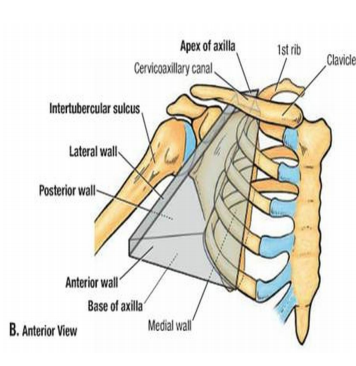 Apex of axilla
1st rib
Clavicle
Cervicoaxillary canal
Intertubercular sulcus
Lateral wall
Posterior wall
Anterior wall
Base of axilla
Medial wall
B. Anterior View